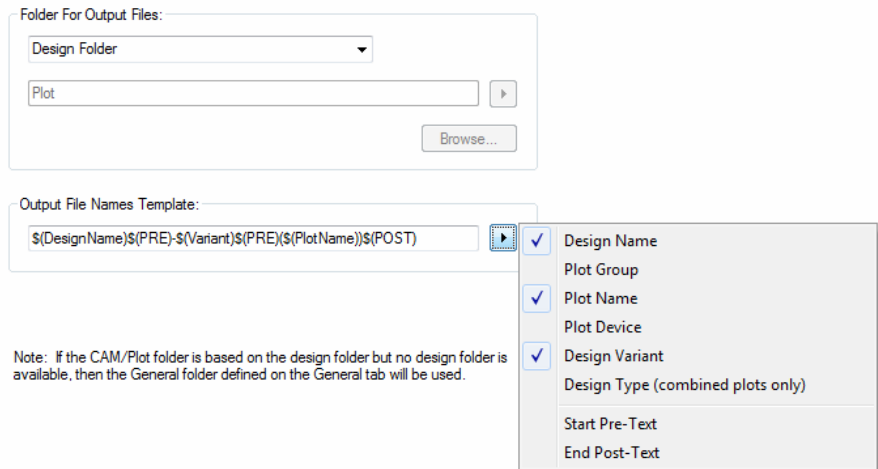 Folder For Output Files:
Design Folder
Plot
Browse...
Output File Names Template:
$(DesignName)$(PRE)-$(Variant)$(PRE)($(PlotName))$(POST)
Design Name
Plot Group
Plot Name
Plot Device
Design Variant
Design Type (combined plots only)
Start Pre-Text
End Post-Text
Note: If the CAM/Plot folder is based on the design folder but no design folder is
available, then the General folder defined on the General tab will be used.